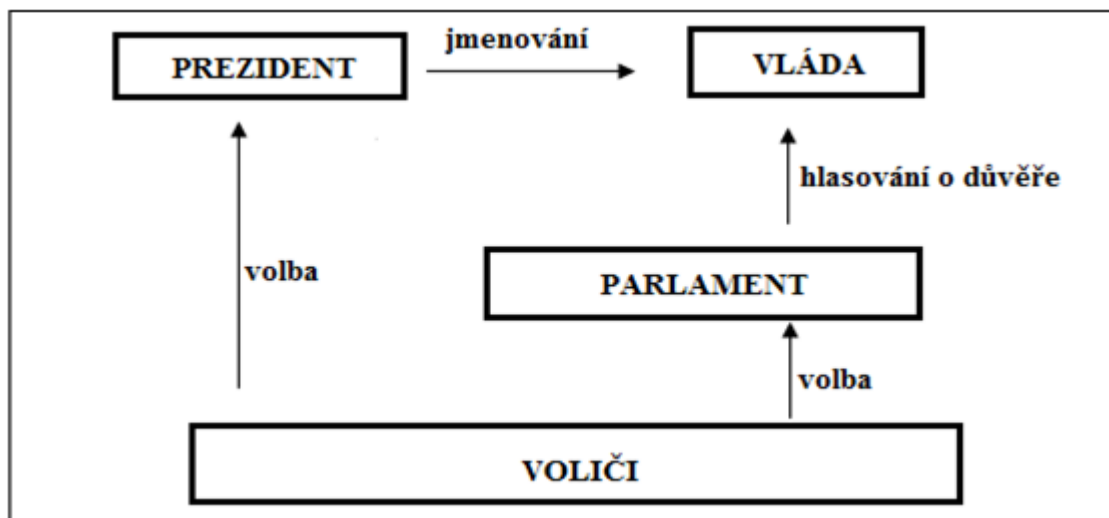 jmenování
PREZIDENT
VLÁDA
hlasování o důvěře
volba
PARLAMENT
volba
VOLIČI